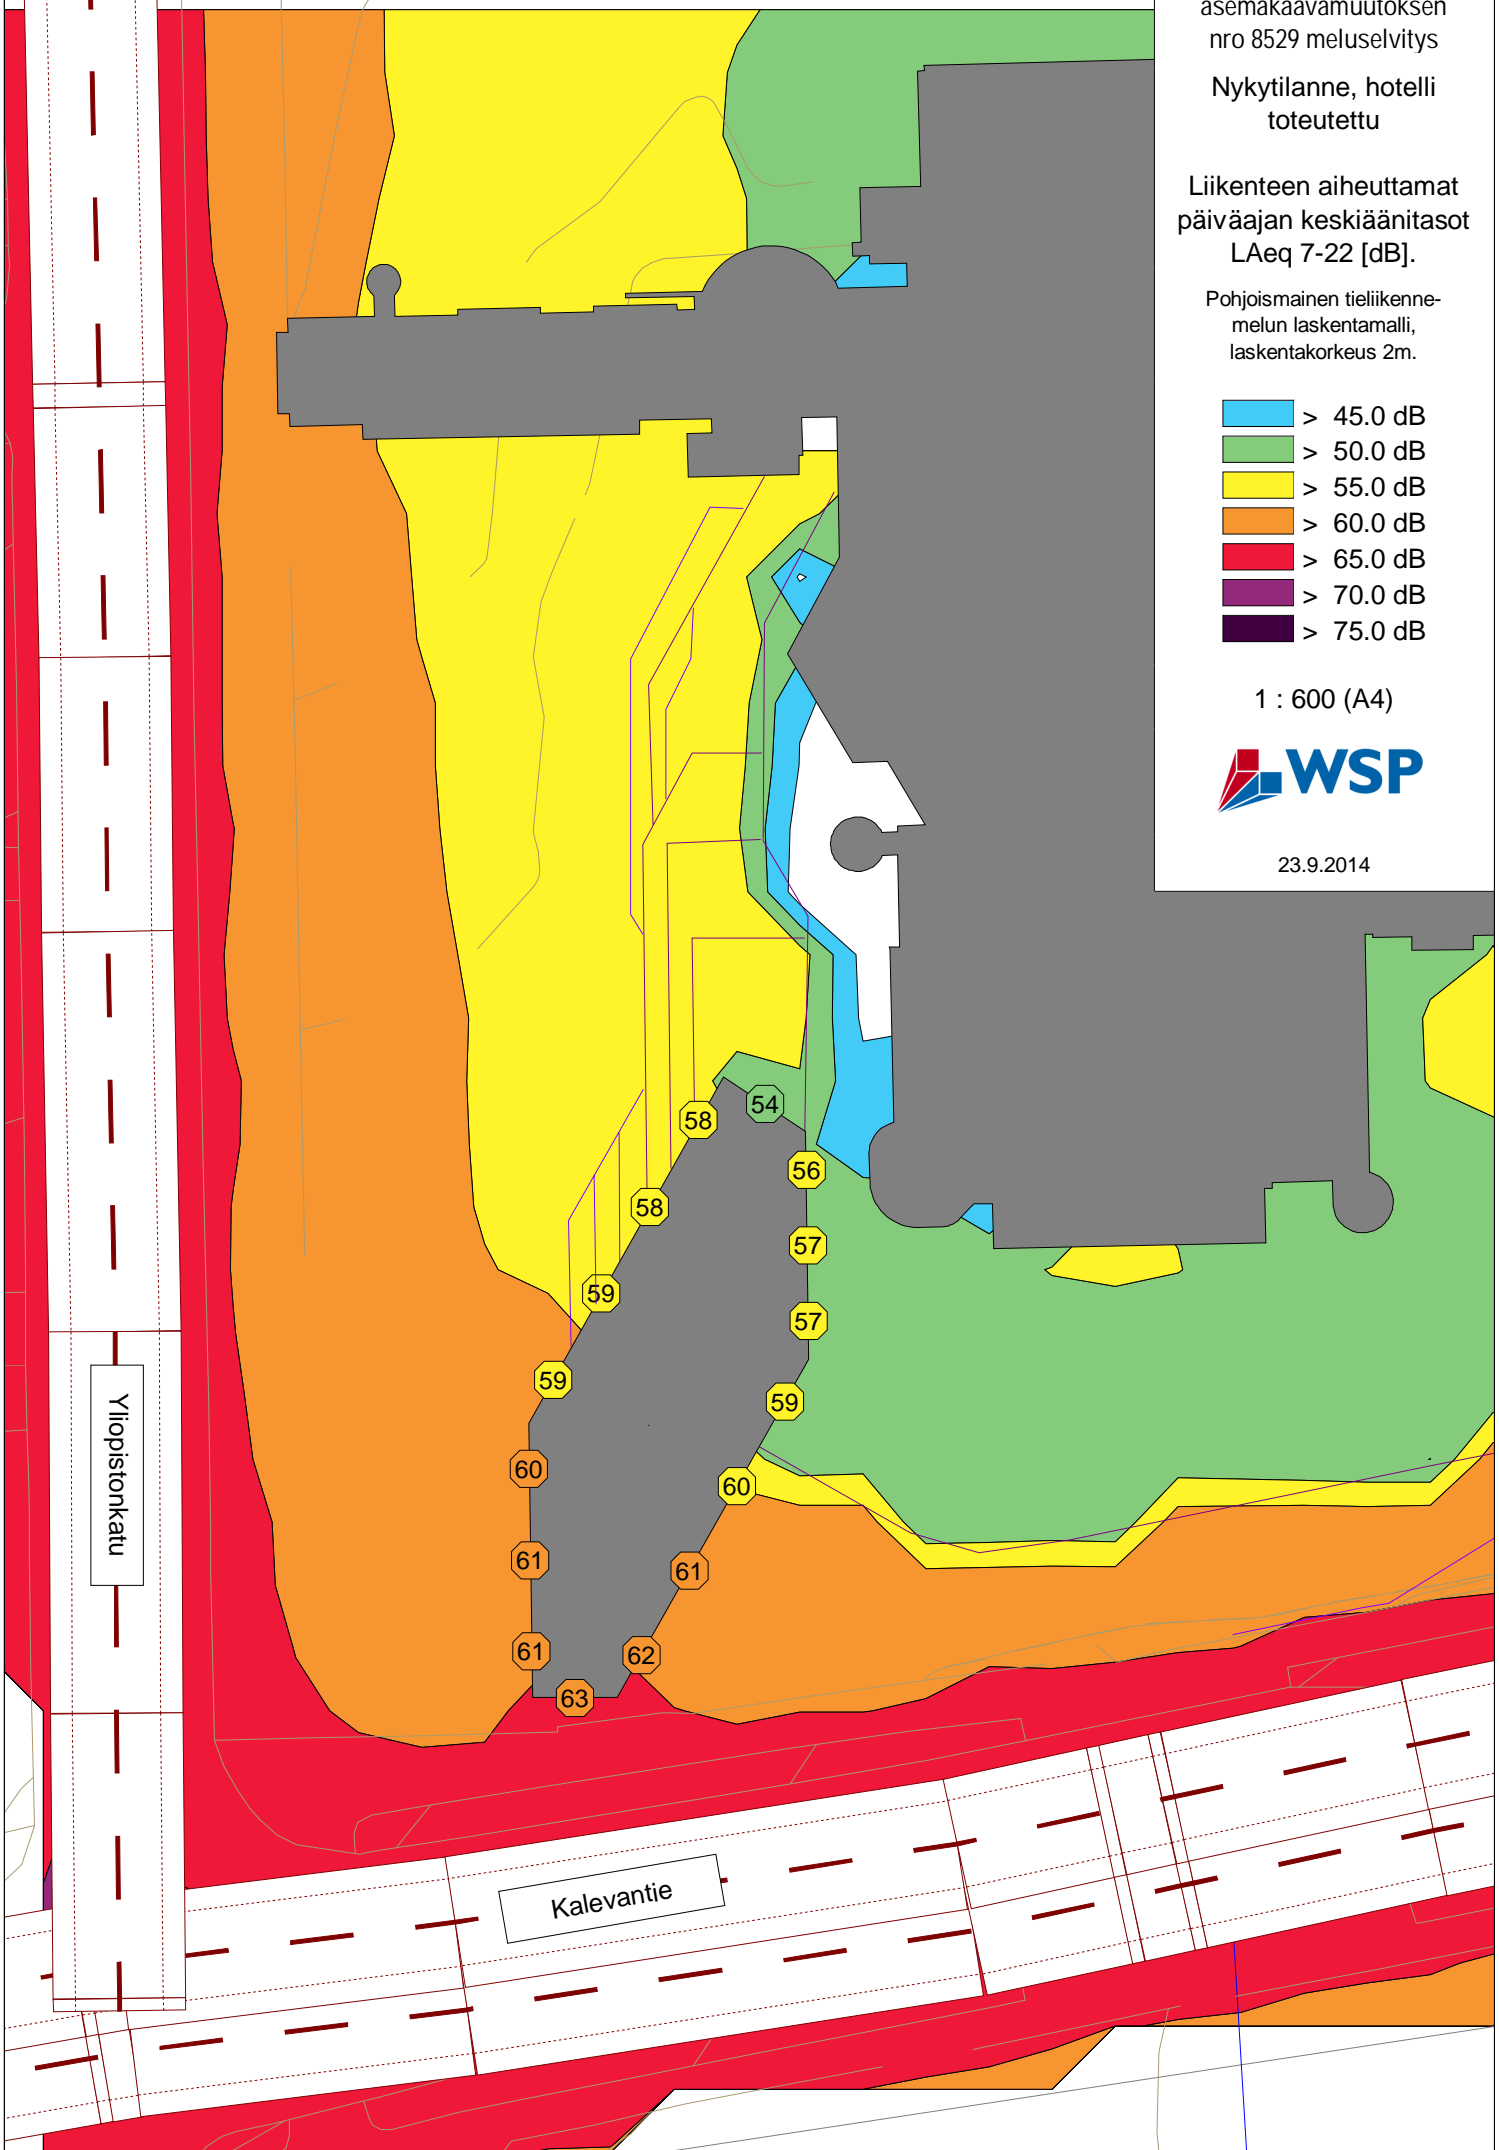 asemakaavamuutoksen
nro 8529 meluselvitys
Nykytilanne, hotelli
toteutettu
Liikenteen aiheuttamat
päiväajan keskiäänitasot
LAeq 7-22 [dB].
Pohjoismainen tieliikenne-
melun laskentamalli,
laskentakorkeus 2m.
> 45.0 dB
> 50.0 dB
> 55.0 dB
> 60.0 dB
> 65.0 dB
> 70.0 dB
> 75.0 dB
1 : 600 (A4)
WSP
23.9.2014
54
58
56
58
57
59
57
59
59
60
60
61
61
61
62
63
Yliopistonkatu
Kalevantie